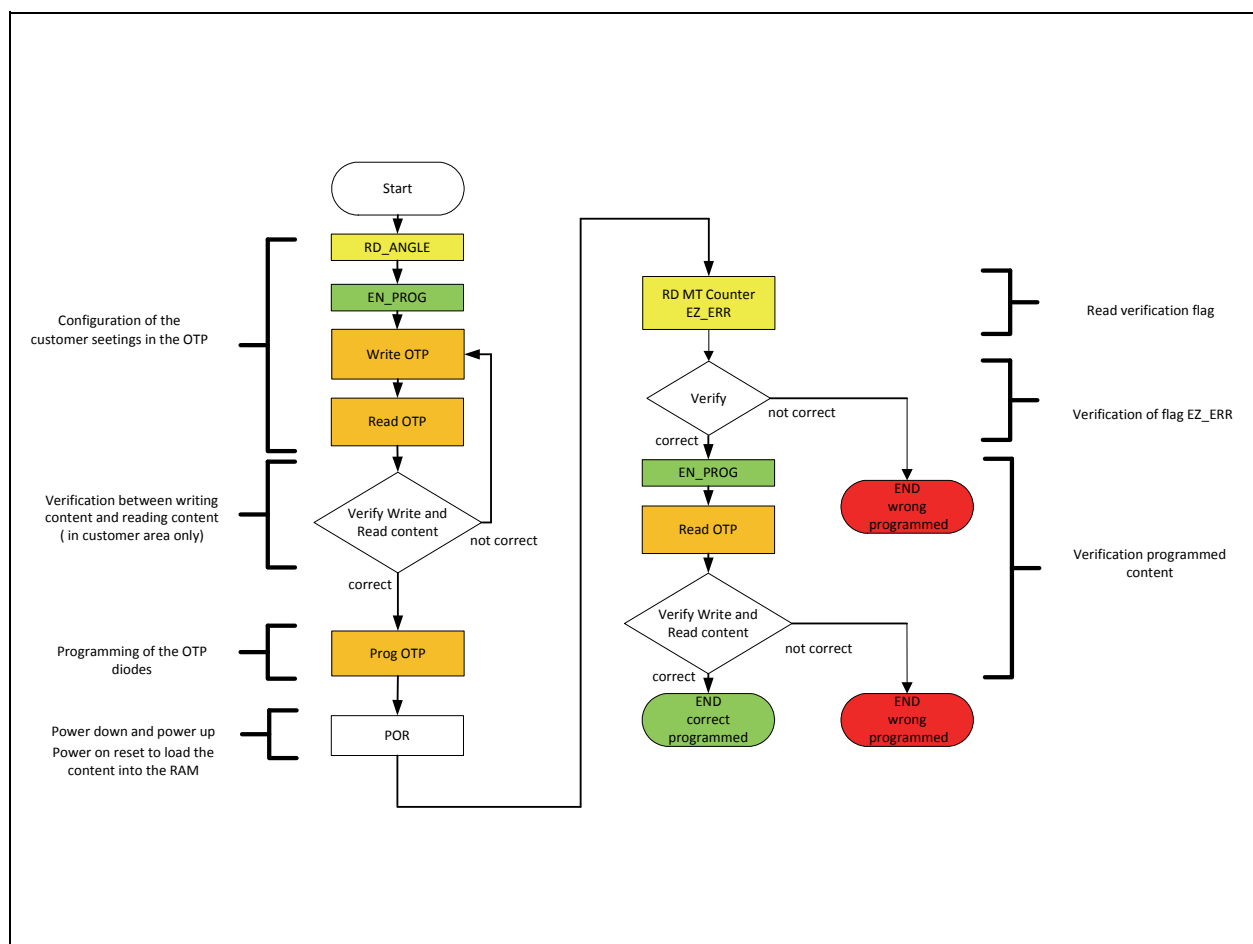 Start
RD_ANGLE
EN_PROG
Configuration of the
customer seetings in the OTP
Write OTP
Read OTP
Verification between writing
content and reading content
( in customer area only)
Verify Write and
Read content
not correct
correct
Programming of the OTP
diodes
Prog OTP
Power down and power up
Power on reset to load the
content into the RAM
POR
RD MT Counter
EZ_ERR
Read verification flag
Verify
not correct
correct
Verification of flag EZ_ERR
EN_PROG
END
wrong
programmed
Read OTP
Verification programmed
content
Verify Write and
Read content
not correct
correct
END
correct
programmed
END
wrong
programmed